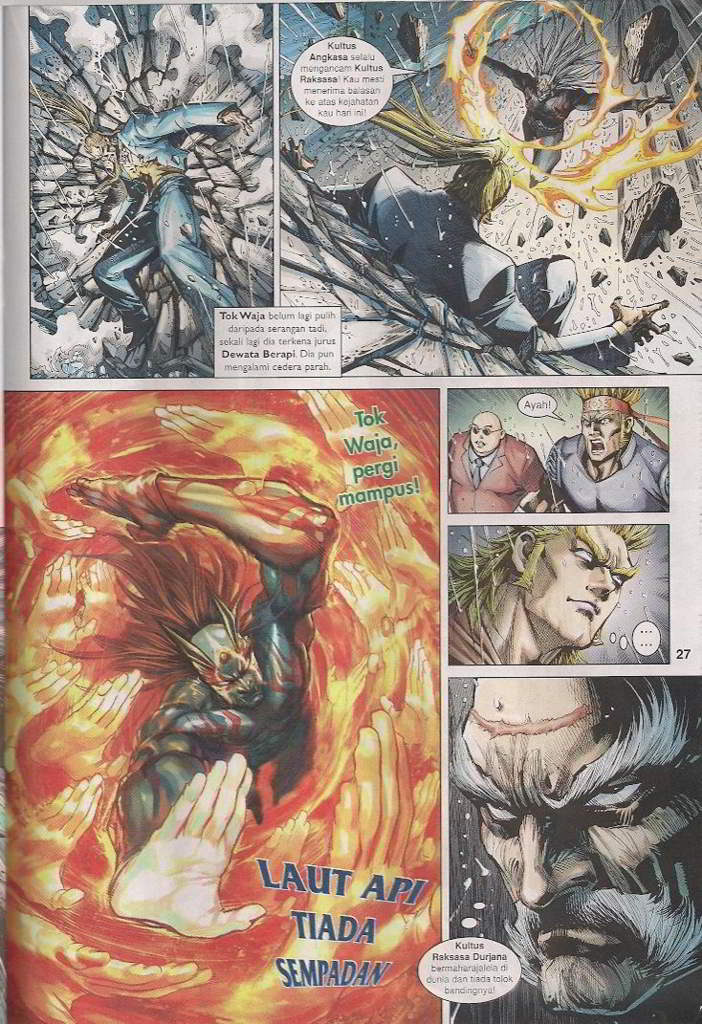 Kultus
Angkasa selalu
mengancam Kultus
Raksasa! Kau mesti
menerima balasan
ke atas kejahatan
kau hari ini!
Tok Waja belum lagi pulih
daripada serangan tadi,
sekali lagi dia terkena jurus
Dewata Berapi. Dia pun
mengalami cedera parah.
Tok
Waja,
pergi
mampus!
LAUT API
TIADA
SEMPADAN
Ayah!
...
27
Kultus
Raksasa Durjana
bermaharajalela di
dunia dan tiada tolok
bandingnya!